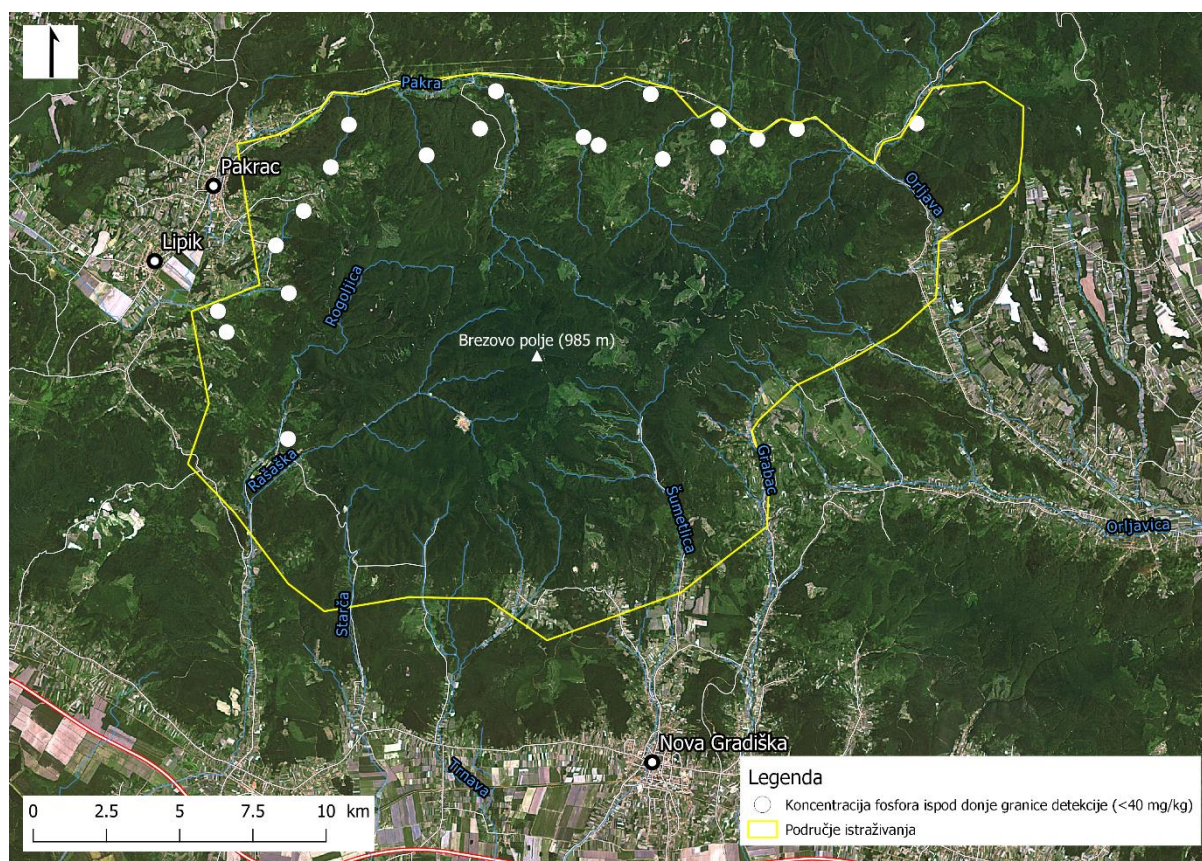 Pakra
Pakrac
Orljava
Lipik
Rogoljica
Brezovo polje (985 m)
Grabac
Rašaška
Šumetlica
Orljavica
Starča
Nova Gradiška
Trnava
Legenda
Koncentracija fosfora ispod donje granice detekcije (<40 mg/kg)
Područje istraživanja
0 2.5 5 7.5 10 km